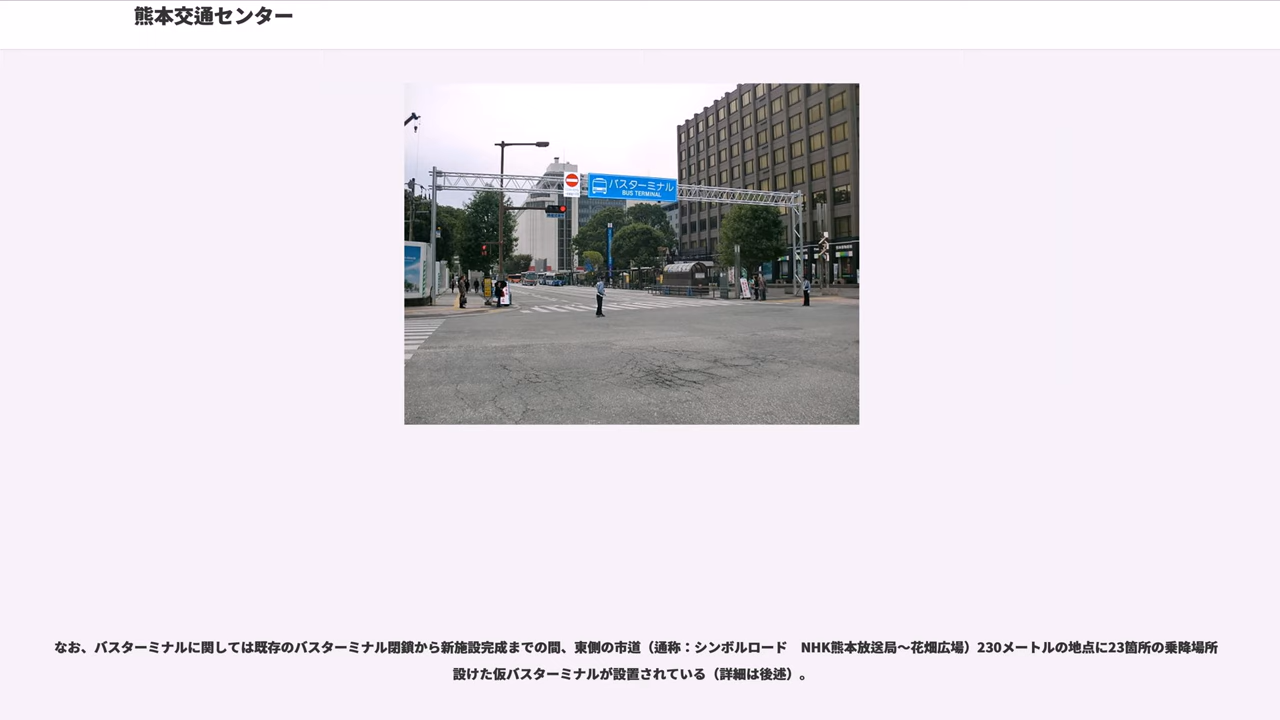 熊本交通センター
バスターミナル
BUS TERMINAL
なお、バスターミナルに関しては既存のバスターミナル閉鎖から新施設完成までの間、東側の市道（通称：シンボルロード　NHK熊本放送局〜花畑広場）230メートルの地点に23箇所の乗降場所
設けた仮バスターミナルが設置されている（詳細は後述）。